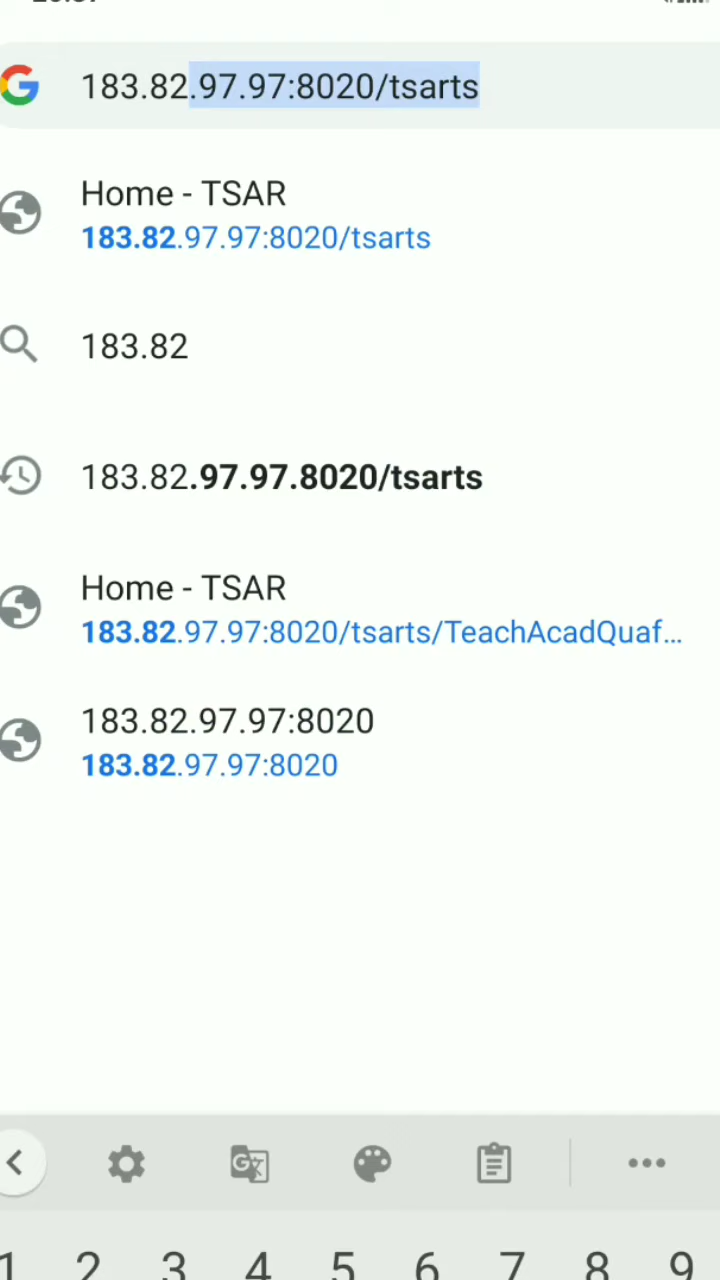 183.82.97.97:8020/tsarts
Home - TSAR
183.82.97.97:8020/tsarts
183.82
183.82.97.97.8020/tsarts
Home - TSAR
183.82.97.97:8020/tsarts/TeachAcadQuaf...
183.82.97.97:8020
183.82.97.97:8020
1 2 3 4 5 6 7 8 9